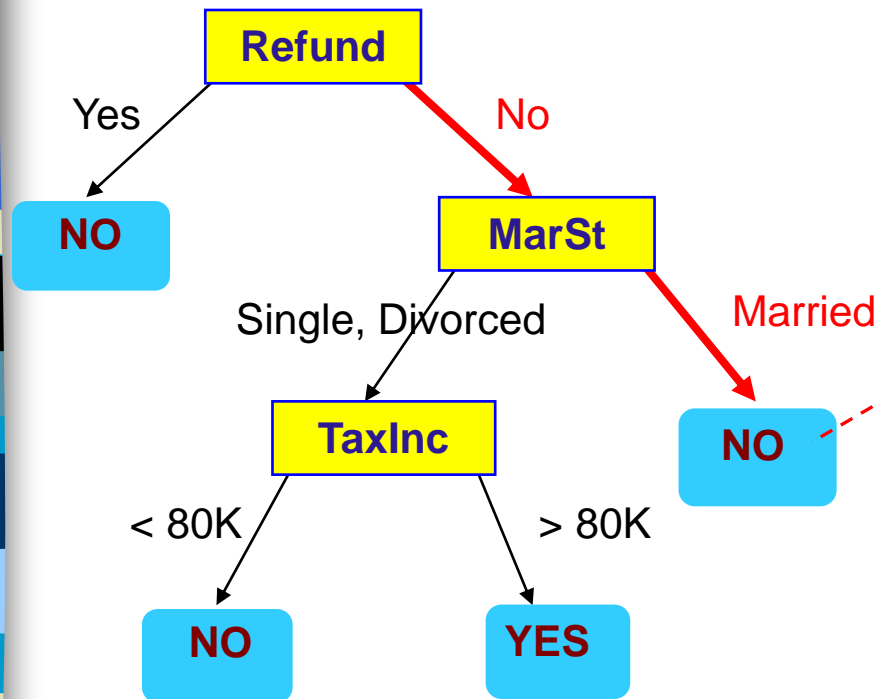 Refund
Yes
No
NO
MarSt
Single, Divorced
Married
TaxInc
NO
< 80K
> 80K
NO
YES